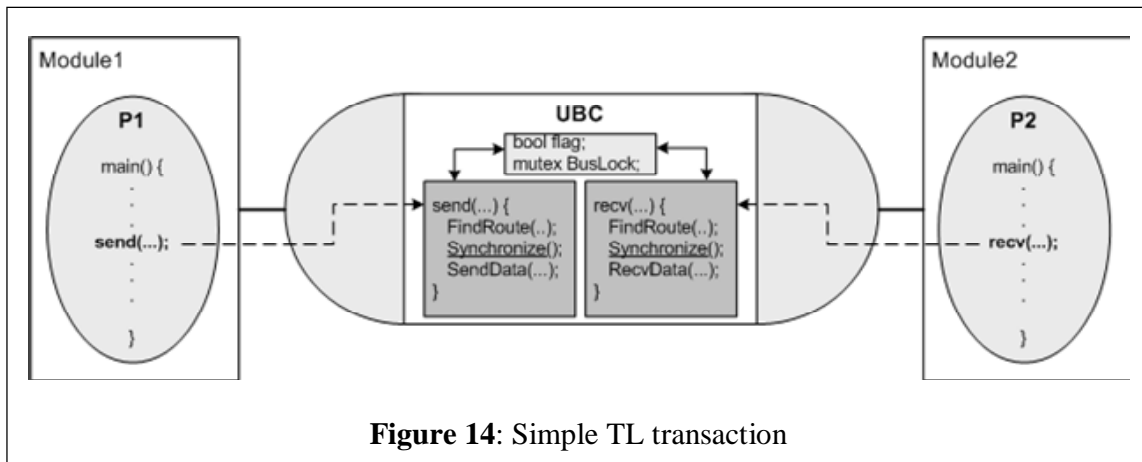 Module1
P1
main() {
.
.
.
send(...);
.
.
.
.
}
UBC
bool flag;
mutex BusLock;
send(...) {
FindRoute(..);
Synchronize();
SendData(...);
}
recv(...) {
FindRoute(..);
Synchronize();
RecvData(...);
}
Module2
P2
main() {
.
.
.
recv(...);
.
.
.
.
}
Figure 14: Simple TL transaction